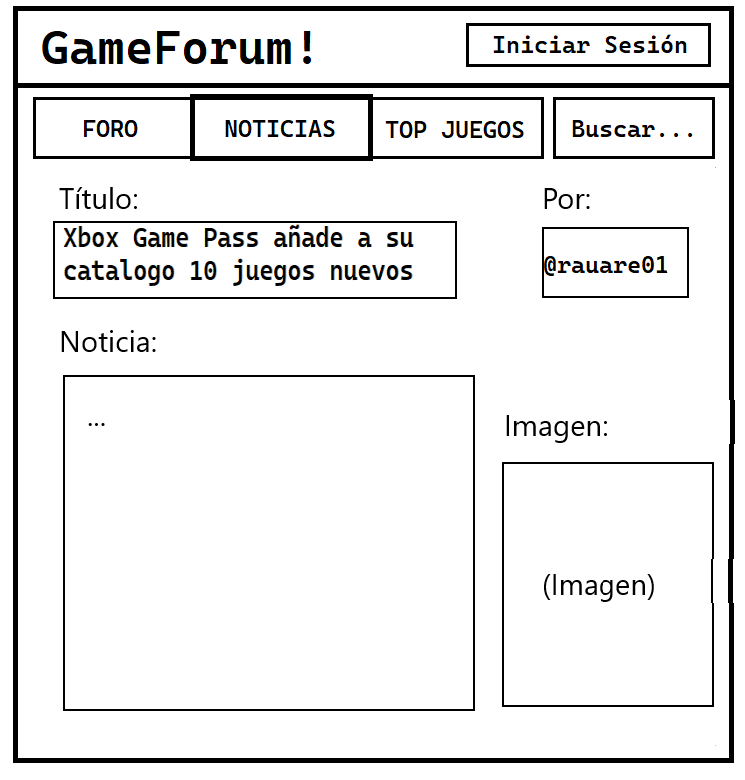 GameForum!
Iniciar Sesión
FORO
NOTICIAS
TOP JUEGOS
Buscar...
Título:
Por:
Xbox Game Pass añade a su
catalogo 10 juegos nuevos
@rauare01
Noticia:
...
Imagen:
(Imagen)